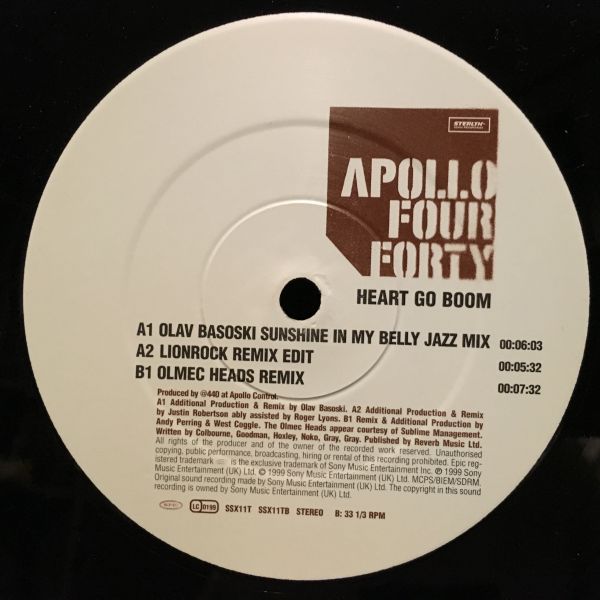 STEALTH
APOLLO
FOUR
FORTY
HEART GO BOOM
A1 OLAV BASOSKI SUNSHINE IN MY BELLY JAZZ MIX 00:06:03
A2 LIONROCK REMIX EDIT 00:05:32
B1 OLMEC HEADS REMIX 00:07:32
Produced by @440 at Apollo Control.
A1 Additional Production & Remix by Olav Basoski. A2 Additional Production & Remix
by Justin Robertson ably assisted by Roger Lyons. B1 Remix & Additional Production by
Andy Perring & West Coggle. The Olmec Heads appear courtesy of Sublime Management.
Written by Colbourne, Goodman, Hoxley, Noko, Gray, Gray. Published by Reverb Music Ltd.
All rights of the producer and of the owner of the recorded work reserved. Unauthorised
copying, public performance, broadcasting, hiring or rental of this recording prohibited. Epic reg-
istered trademark is the exclusive trademark of Sony Music Entertainment Inc. ℗ 1999 Sony
Music Entertainment (UK) Ltd. © 1999 Sony Music Entertainment (UK) Ltd. MCPS/BIEM/SDRM.
Original sound recording made by Sony Music Entertainment (UK) Ltd. The copyright in this sound
recording is owned by Sony Music Entertainment (UK) Ltd.
epic LC 0199 SSX11T SSX11TB STEREO B: 33 1/3 RPM